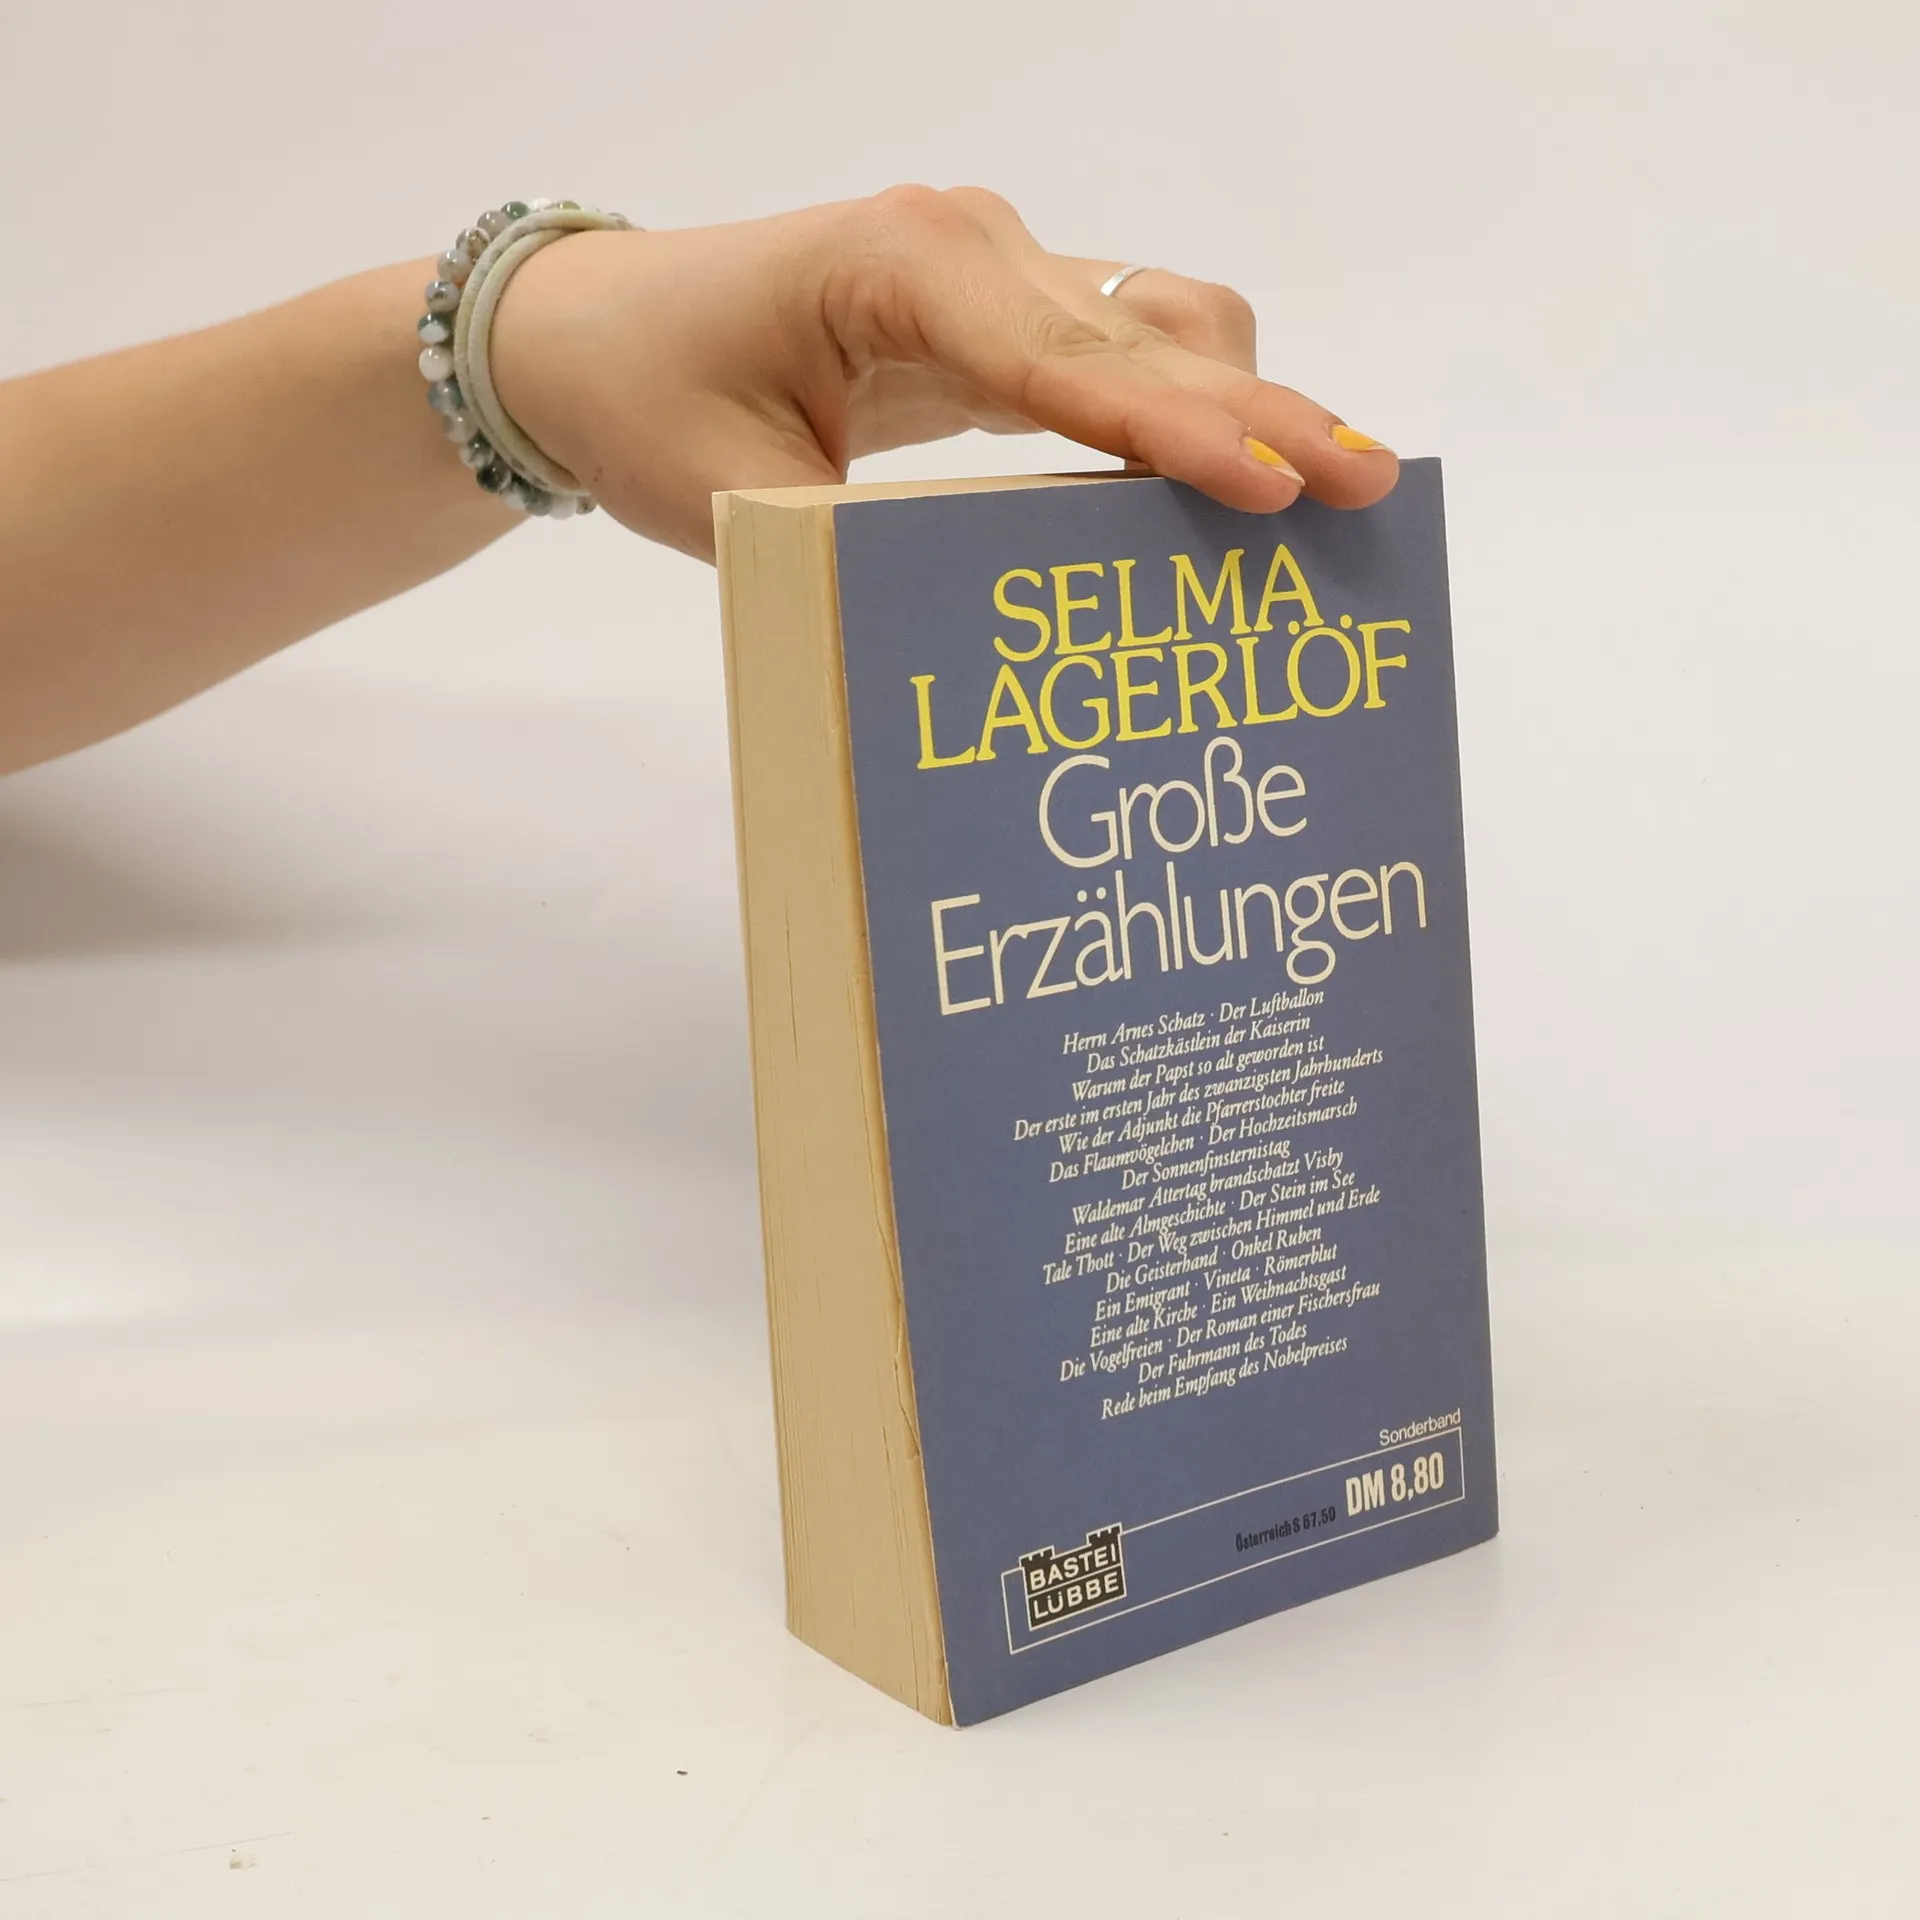 SELMA
LAGERLÖF
Große
Erzählungen
Herrn Arnes Schatz · Der Luftballon
Das Schatzkästlein der Kaiserin
Warum der Papst so alt geworden ist
Der erste im ersten Jahr des zwanzigsten Jahrhunderts
Wie der Adjunkt die Pfarrerstochter freite
Das Flaumvögelchen · Der Hochzeitsmarsch
Der Sonnenfinsternistag
Waldemar Attertag brandschatzt Visby
Eine alte Almgeschichte · Der Stein im See
Tale Thott · Der Weg zwischen Himmel und Erde
Die Geisterhand · Onkel Ruben
Ein Emigrant · Vineta · Römerblut
Eine alte Kirche · Ein Weihnachtsgast
Die Vogelfreien · Der Roman einer Fischersfrau
Der Fuhrmann des Todes
Rede beim Empfang des Nobelpreises
Sonderband
Österreich S 67,50 DM 8,80
BASTEI
LÜBBE